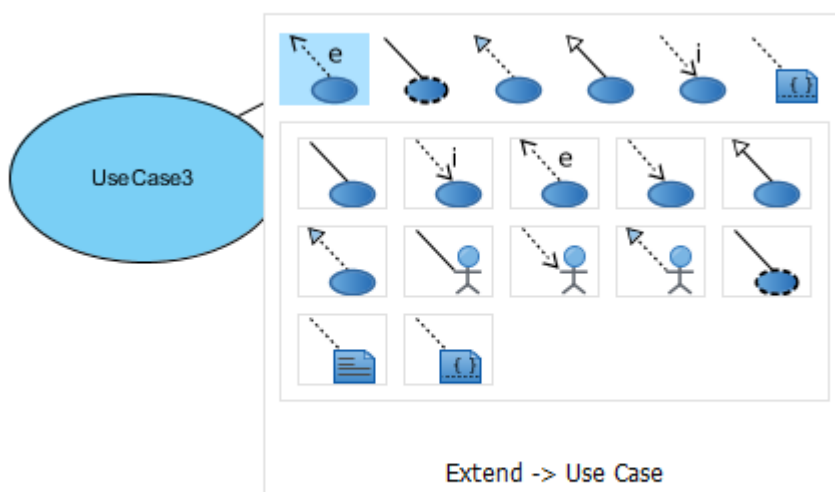 e
i
{ }
UseCase3
i
e
{ }
Extend -> Use Case